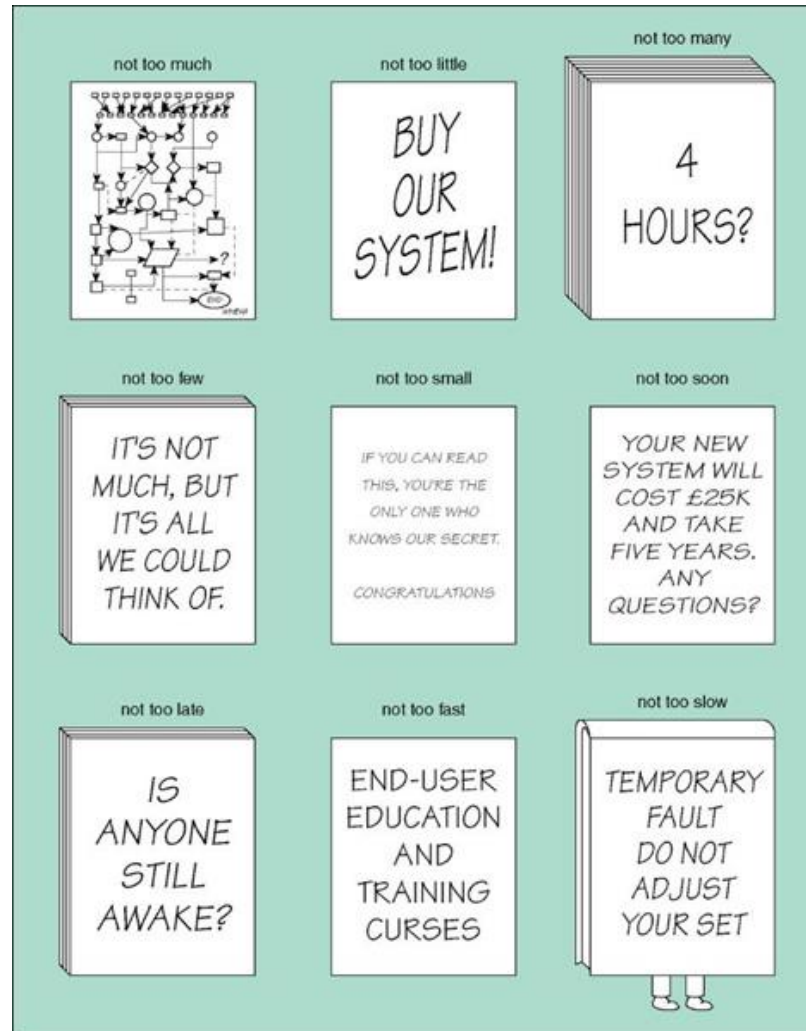 not too much
?
END
not too little
BUY
OUR
SYSTEM!
not too many
4
HOURS?
not too few
IT'S NOT
MUCH, BUT
IT'S ALL
WE COULD
THINK OF.
not too small
IF YOU CAN READ
THIS, YOU'RE THE
ONLY ONE WHO
KNOWS OUR SECRET.
CONGRATULATIONS
not too soon
YOUR NEW
SYSTEM WILL
COST £25K
AND TAKE
FIVE YEARS.
ANY
QUESTIONS?
not too late
IS
ANYONE
STILL
AWAKE?
not too fast
END-USER
EDUCATION
AND
TRAINING
CURSES
not too slow
TEMPORARY
FAULT
DO NOT
ADJUST
YOUR SET